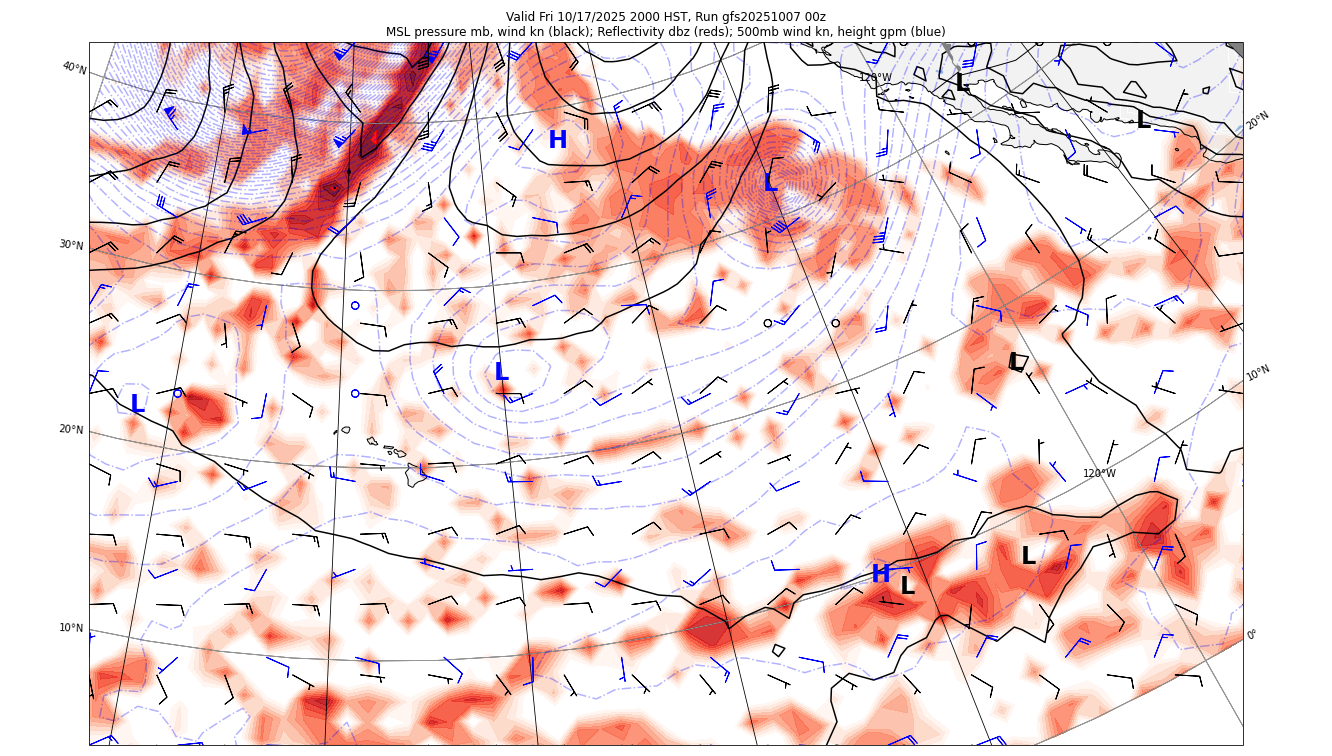 Valid Fri 10/17/2025 2000 HST, Run gfs20251007 00z
MSL pressure mb, wind kn (black); Reflectivity dbz (reds); 500mb wind kn, height gpm (blue)
40°N
120°W
L
L
20°N
H
L
30°N
L
L
10°N
L
20°N
L
120°W
L
H
L
10°N
0°